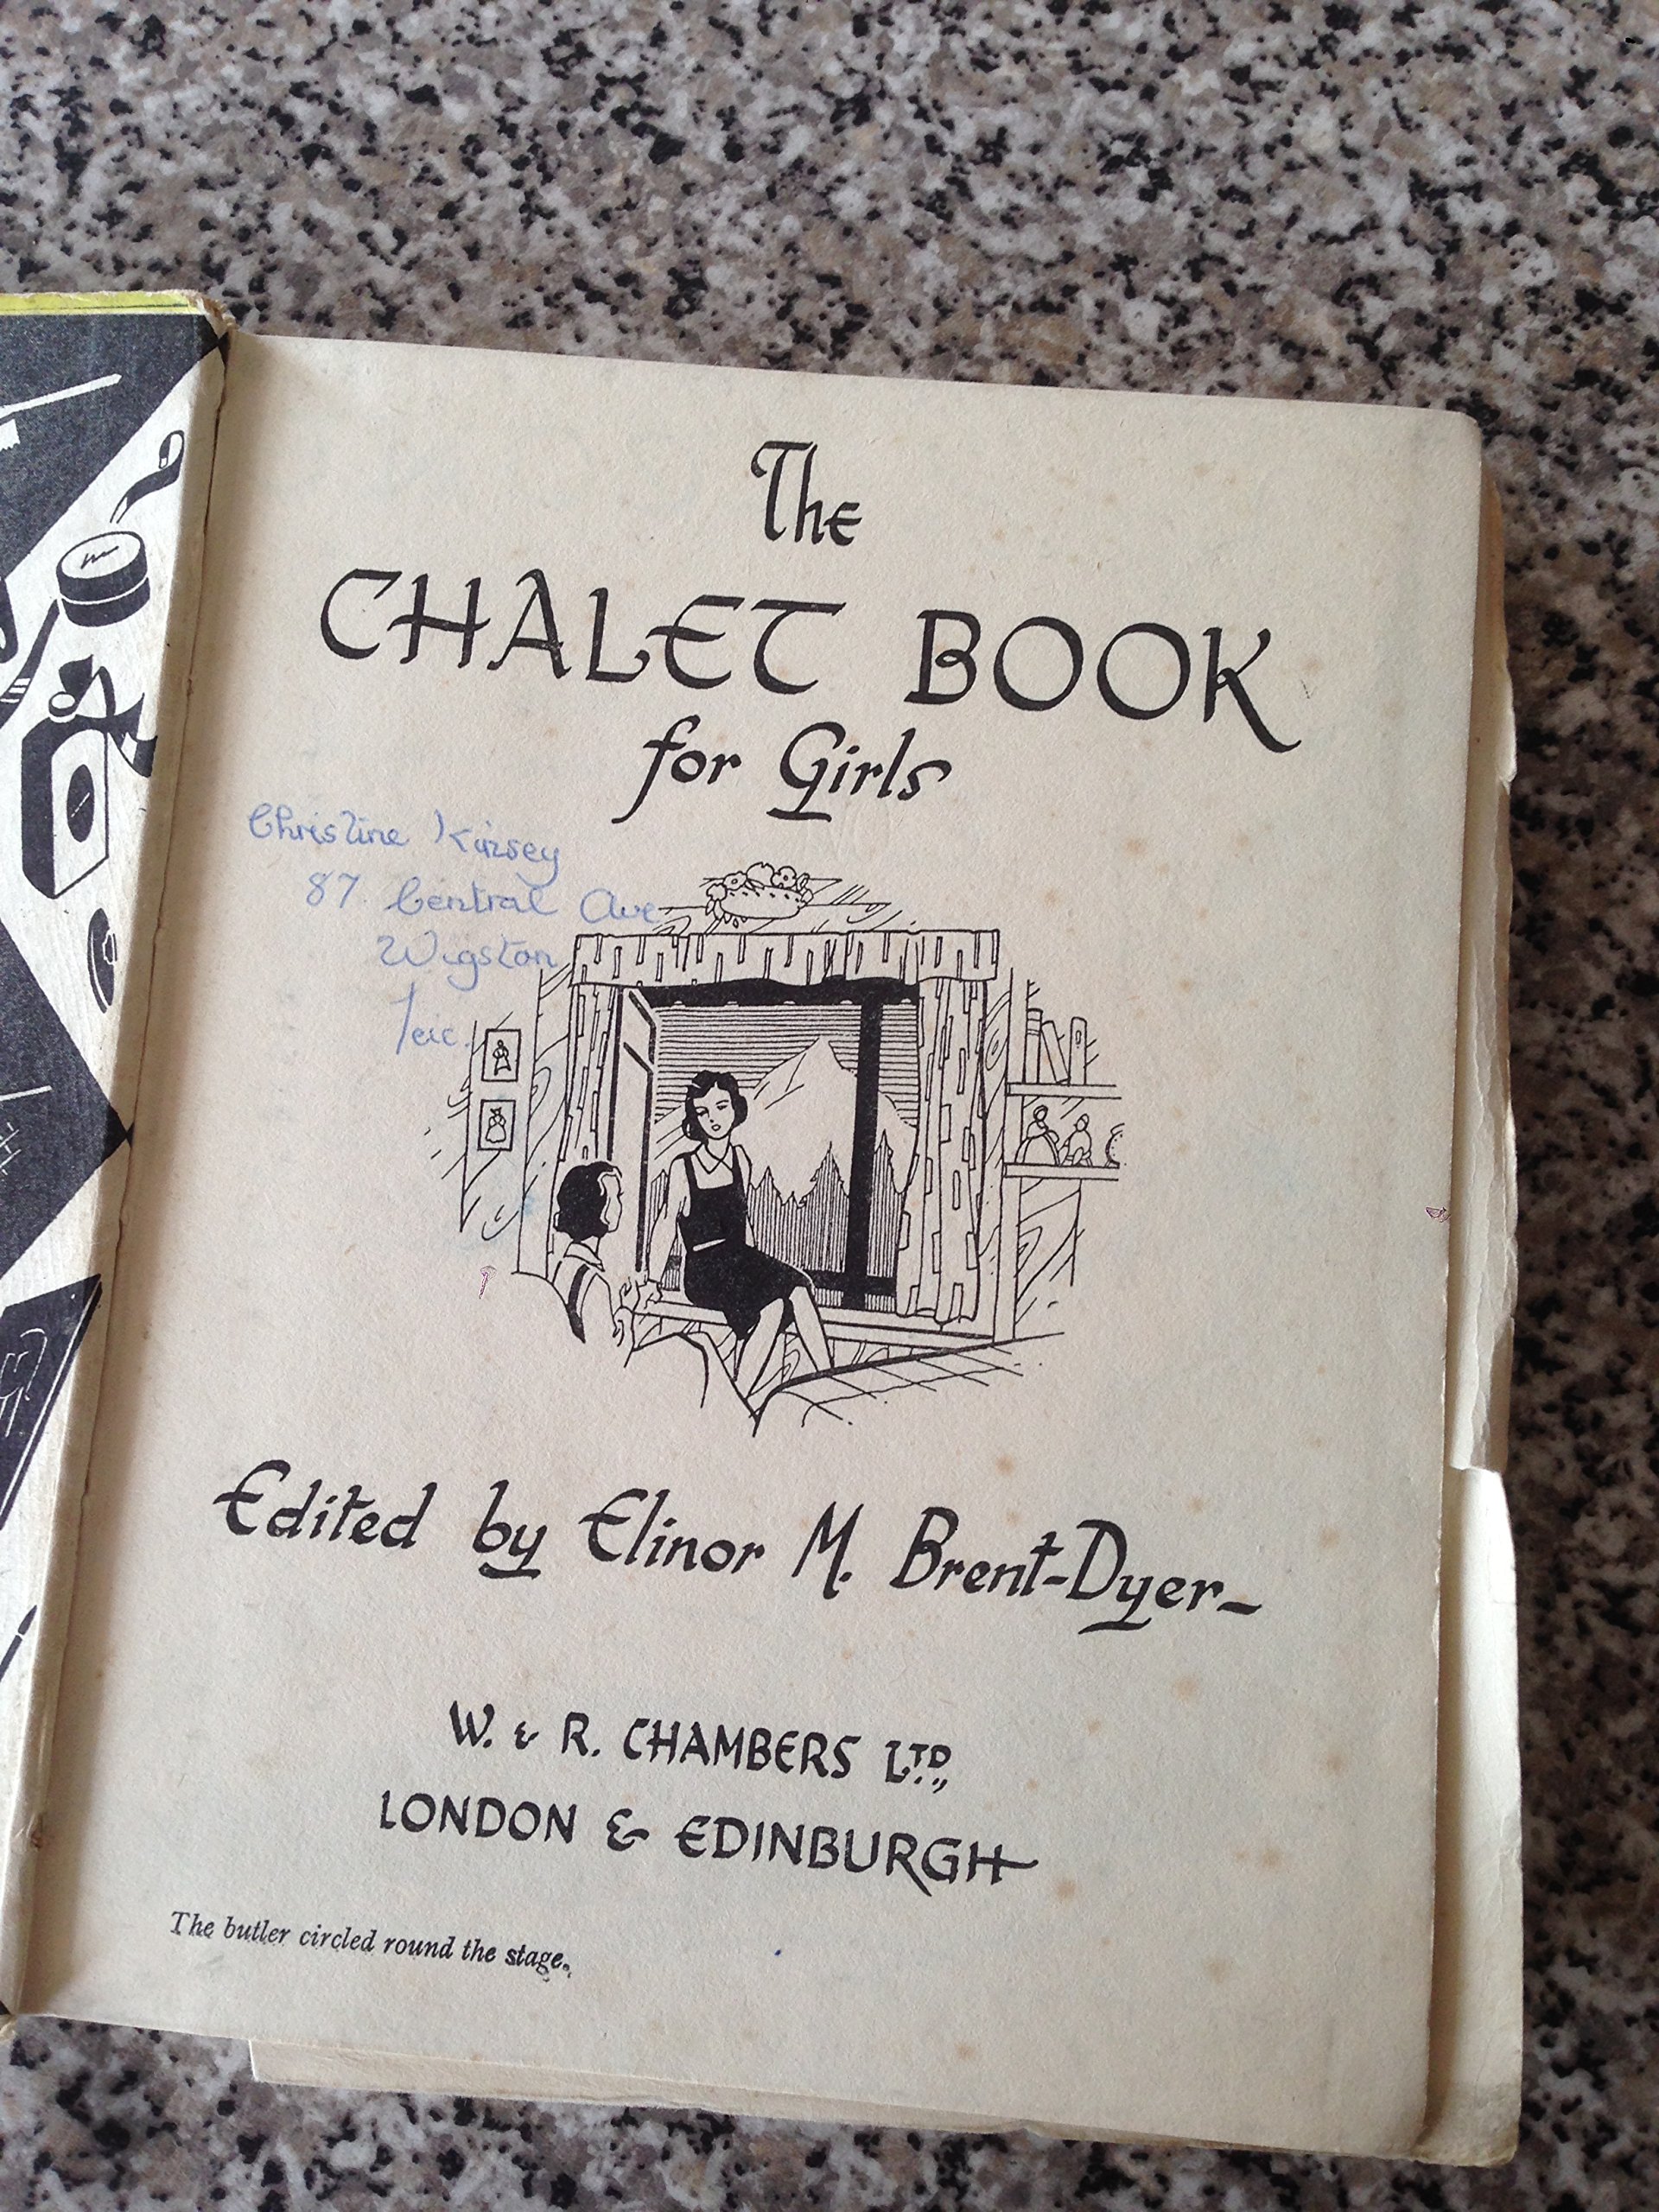 The
CHALET BOOK
for Girls
Christine Kirsey
87 Central Ave
Wigston
Leic.
Edited by Elinor M. Brent-Dyer
W. & R. CHAMBERS LTD.,
LONDON & EDINBURGH
The butler circled round the stage.